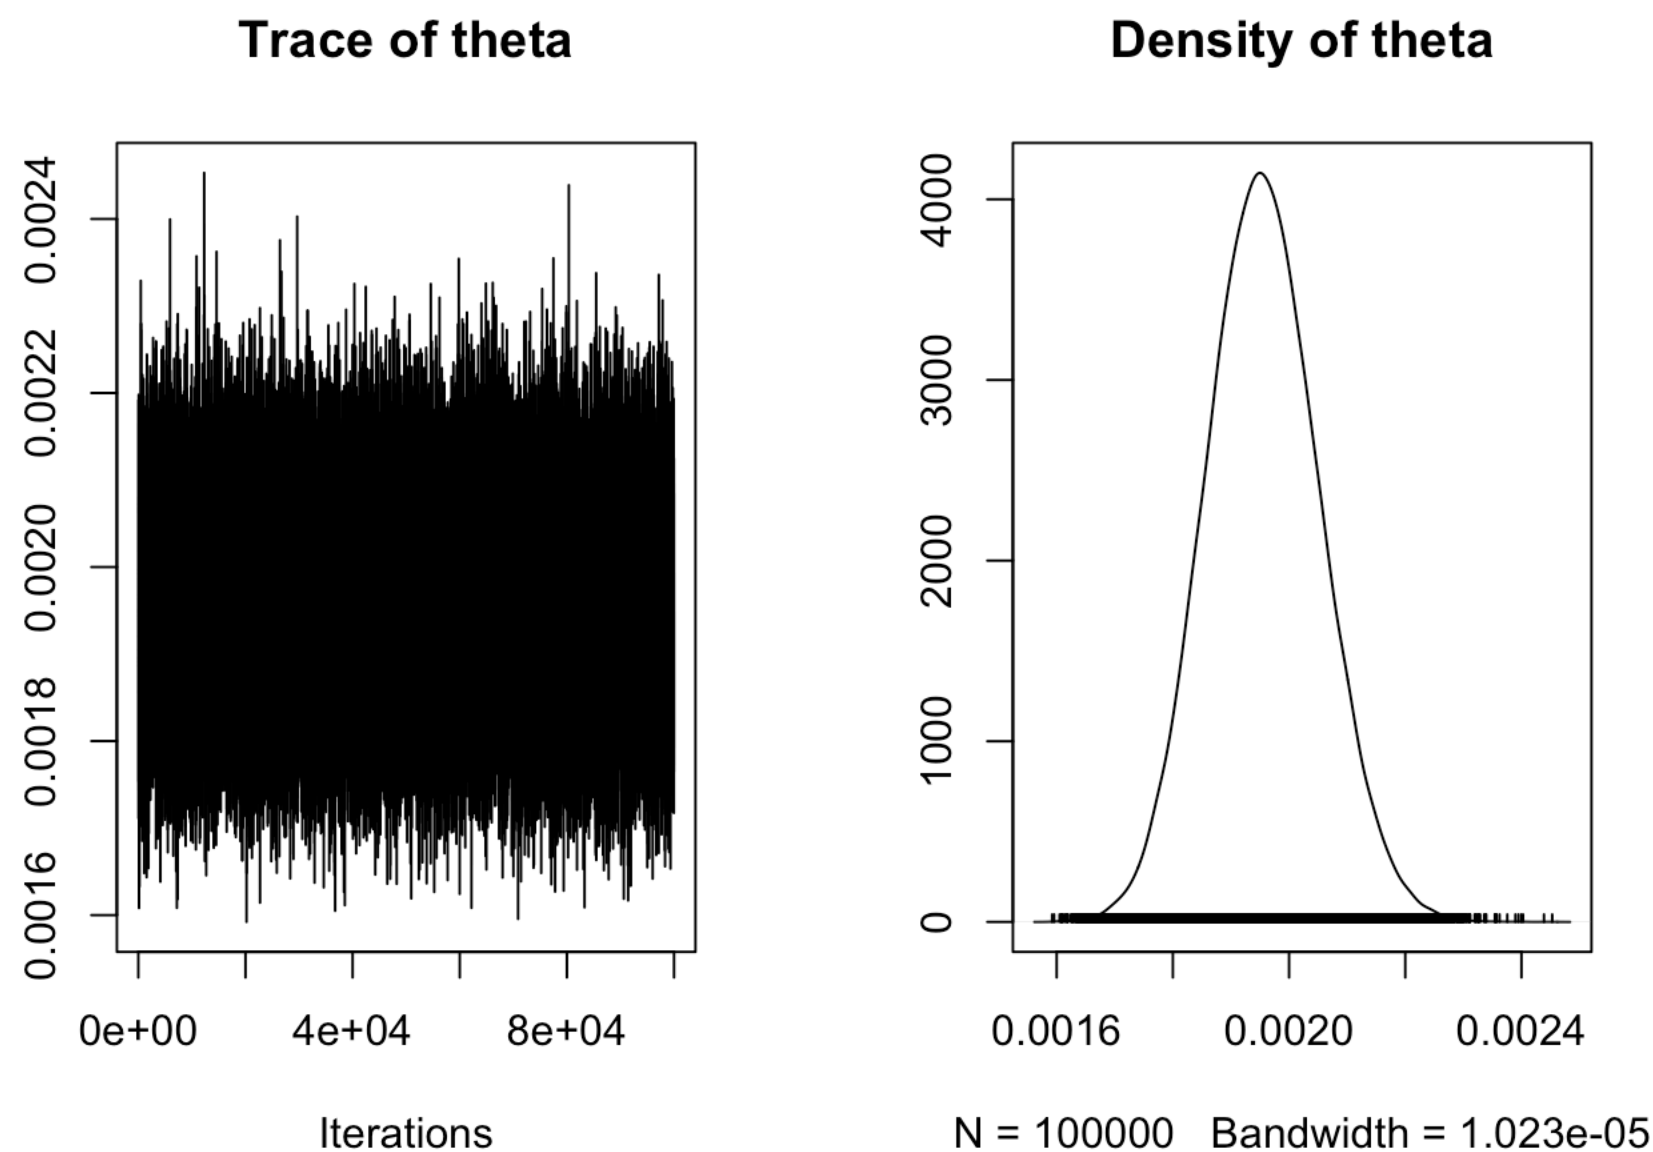 Trace of theta
0.0024
0.0022
0.0020
0.0018
0.0016
0e+00 4e+04 8e+04
Iterations
Density of theta
4000
3000
2000
1000
0
0.0016 0.0020 0.0024
N = 100000 Bandwidth = 1.023e-05